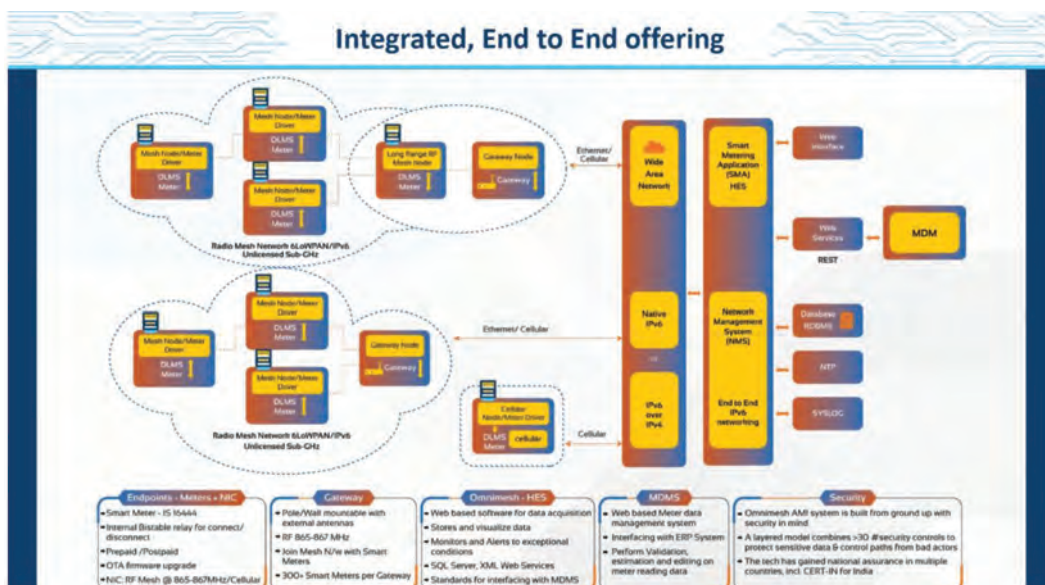 Integrated, End to End offering
Mesh Node/Meter
Driver
DLMS
Meter
Mesh Node/Meter
Driver
DLMS
Meter
Mesh Node/Meter
Driver
DLMS
Meter
Long Range RF
Mesh Node
DLMS
Meter
Gateway Node
Gateway
Radio Mesh Network 6LoWPAN/IPv6
Unlicensed Sub-GHz
Ethernet/
Cellular
Mesh Node/Meter
Driver
DLMS
Meter
Mesh Node/Meter
Driver
DLMS
Meter
Mesh Node/Meter
Driver
DLMS
Meter
Gateway Node
Gateway
Radio Mesh Network 6LoWPAN/IPv6
Unlicensed Sub-GHz
Ethernet/ Cellular
Cellular
Node/Meter Driver
DLMS
Meter
cellular
Cellular
Wide
Area
Network
Native
IPv6
IPv6
over
IPv4
Smart
Metering
Application
(SMA)
HES
Network
Management
System
(NMS)
End to End
IPv6
networking
Web
Interface
Web
Services
REST
MDM
Database
RDBMS
NTP
SYSLOG
Endpoints - Meters + NIC
Smart Meter - IS 16444
Internal Bistable relay for connect/
disconnect
Prepaid /Postpaid
OTA firmware upgrade
NIC: RF Mesh @ 865-867MHz/Cellular
Gateway
Pole/Wall mountable with
external antennas
RF 865-867 MHz
Join Mesh N/w with Smart
Meters
300+ Smart Meters per Gateway
Omnimesh - HES
Web based software for data acquisition
Stores and visualize data
Monitors and Alerts to exceptional
conditions
SQL Server, XML Web Services
Standards for interfacing with MDMS
MDMS
Web based Meter data
management system
Interfacing with ERP System
Perform Validation,
estimation and editing on
meter reading data
Security
Omnimesh AMI system is built from ground up with
security in mind
A layered model combines >30 #security controls to
protect sensitive data & control paths from bad actors
The tech has gained national assurance in multiple
countries, incl. CERT-IN for India